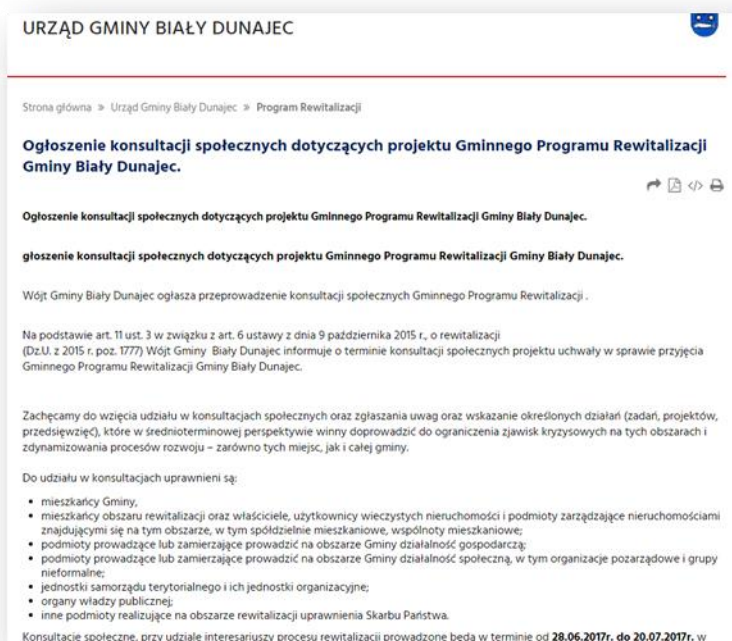 URZĄD GMINY BIAŁY DUNAJEC
Strona główna » Urząd Gminy Biały Dunajec » Program Rewitalizacji
Ogłoszenie konsultacji społecznych dotyczących projektu Gminnego Programu Rewitalizacji
Gminy Biały Dunajec.
Ogłoszenie konsultacji społecznych dotyczących projektu Gminnego Programu Rewitalizacji Gminy Biały Dunajec.
głoszenie konsultacji społecznych dotyczących projektu Gminnego Programu Rewitalizacji Gminy Biały Dunajec.
Wójt Gminy Biały Dunajec ogłasza przeprowadzenie konsultacji społecznych Gminnego Programu Rewitalizacji .
Na podstawie art. 11 ust. 3 w związku z art. 6 ustawy z dnia 9 października 2015 r., o rewitalizacji
(Dz.U. z 2015 r. poz. 1777) Wójt Gminy Biały Dunajec informuje o terminie konsultacji społecznych projektu uchwały w sprawie przyjęcia
Gminnego Programu Rewitalizacji Gminy Biały Dunajec.
Zachęcamy do wzięcia udziału w konsultacjach społecznych oraz zgłaszania uwag oraz wskazanie określonych działań (zadań, projektów,
przedsięwzięć), które w średnioterminowej perspektywie winny doprowadzić do ograniczenia zjawisk kryzysowych na tych obszarach i
zdynamizowania procesów rozwoju – zarówno tych miejsc, jak i całej gminy.
Do udziału w konsultacjach uprawnieni są:
• mieszkańcy Gminy,
• mieszkańcy obszaru rewitalizacji oraz właściciele, użytkownicy wieczystych nieruchomości i podmioty zarządzające nieruchomościami
znajdującymi się na tym obszarze, w tym spółdzielnie mieszkaniowe, wspólnoty mieszkaniowe;
• podmioty prowadzące lub zamierzające prowadzić na obszarze Gminy działalność gospodarczą;
• podmioty prowadzące lub zamierzające prowadzić na obszarze Gminy działalność społeczną, w tym organizacje pozarządowe i grupy
nieformalne;
• jednostki samorządu terytorialnego i ich jednostki organizacyjne;
• organy władzy publicznej;
• inne podmioty realizujące na obszarze rewitalizacji uprawnienia Skarbu Państwa.
Konsultacje społeczne, przy udziale interesariuszy procesu rewitalizacji prowadzone będą w terminie od 28.06.2017r. do 20.07.2017r. w